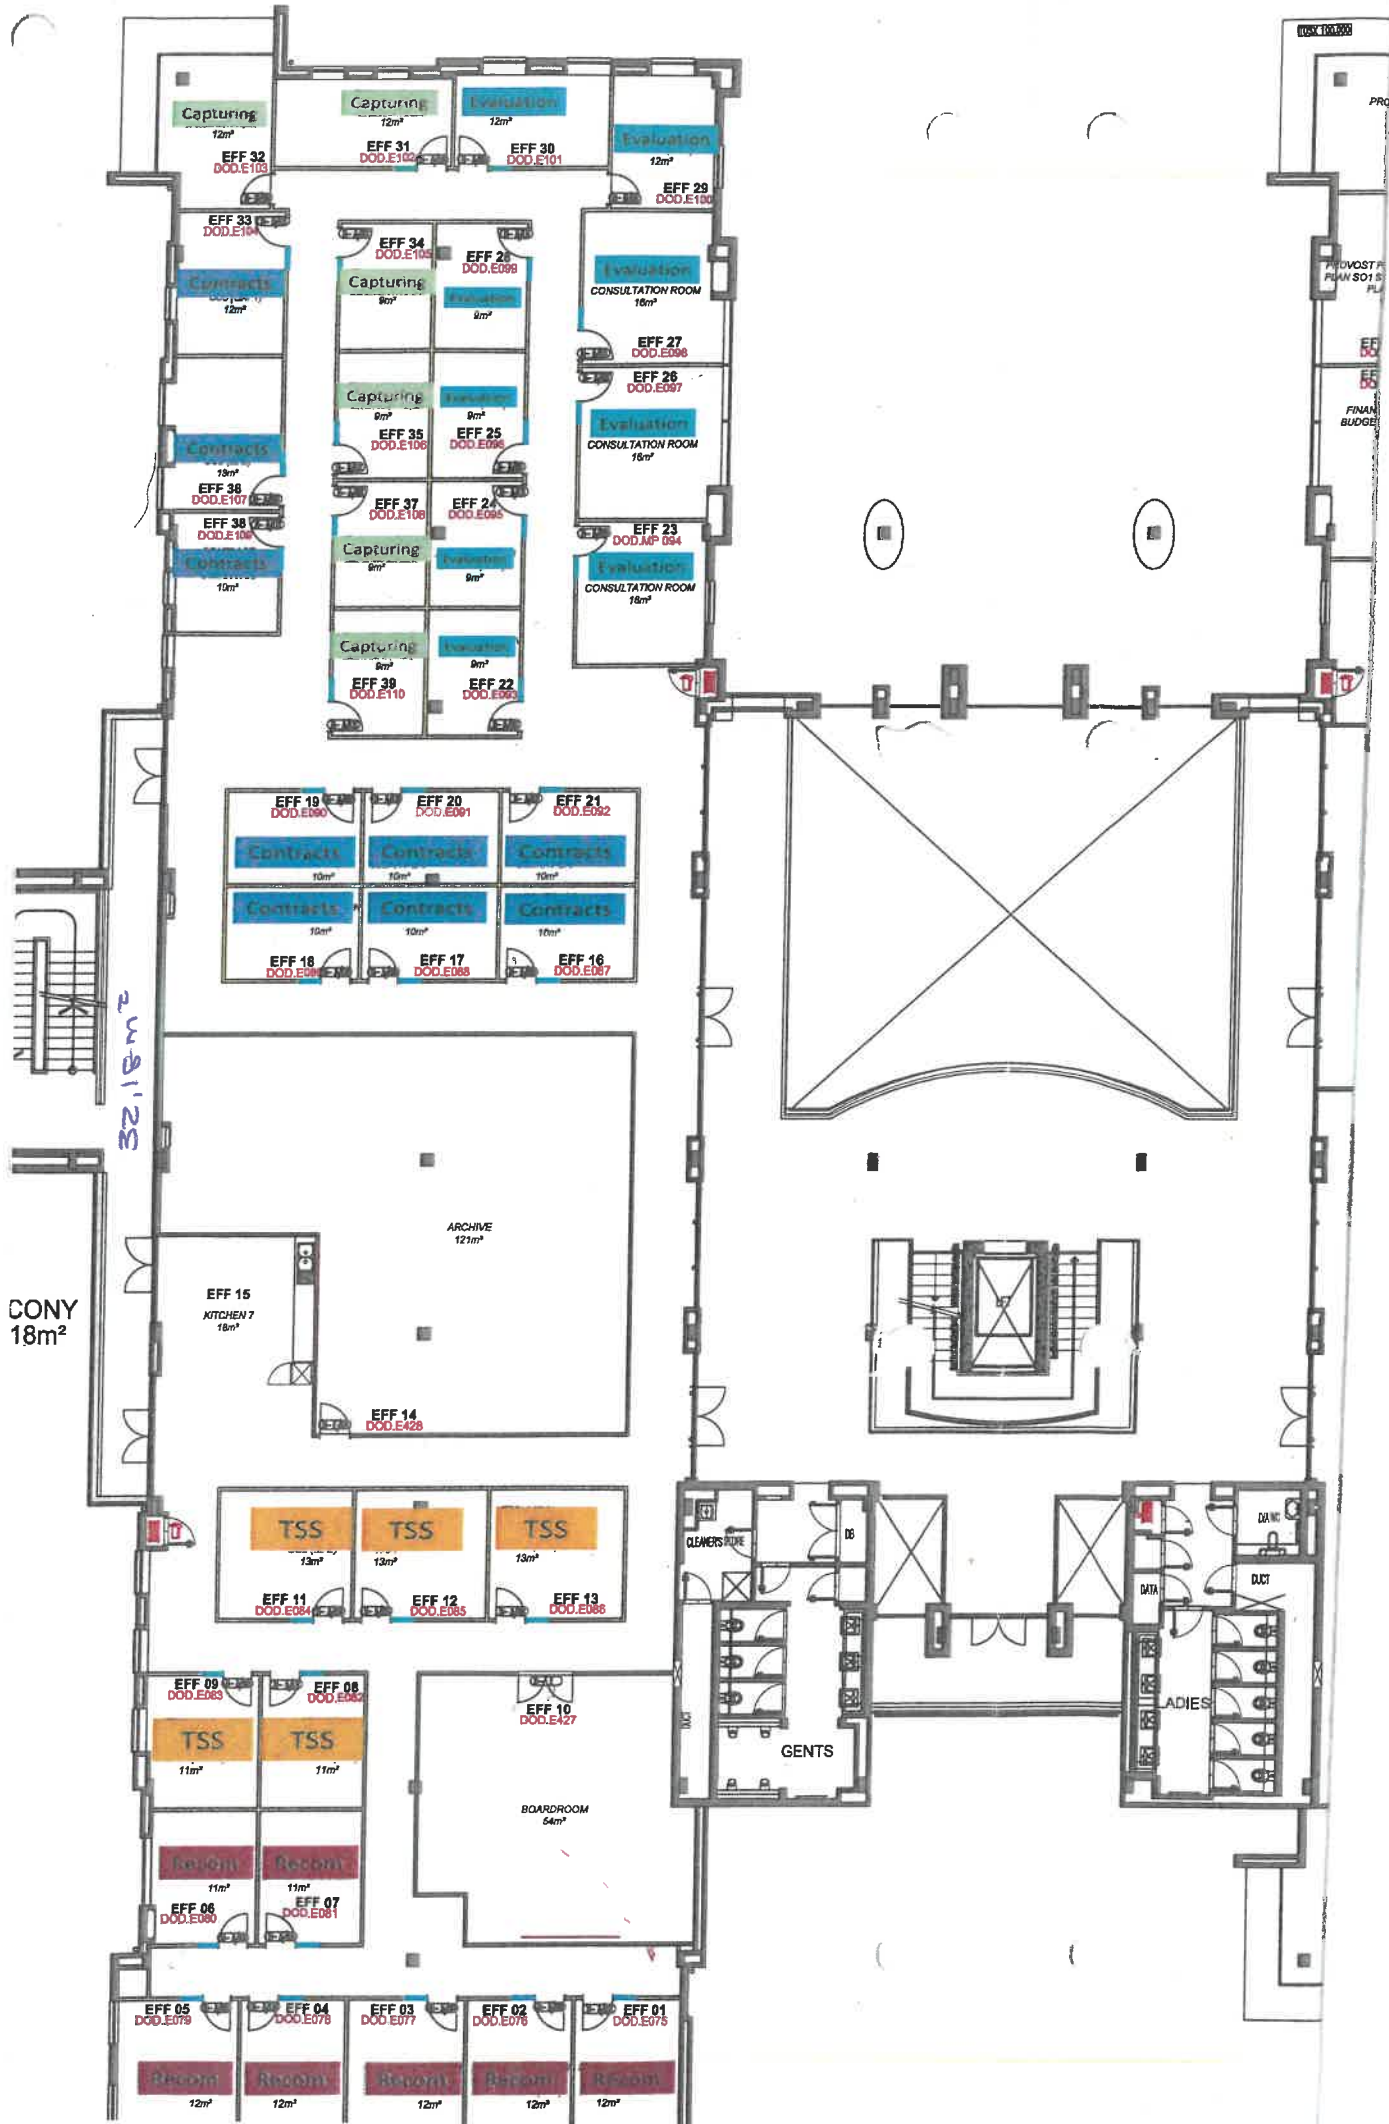 Capturing
12m²
EFF 32
DOD.E103
Capturing
12m²
EFF 31
DOD.E102
Evaluation
12m²
EFF 30
DOD.E101
Evaluation
12m²
EFF 29
DOD.E100
EFF 33
DOD.E104
Contracts
12m²
EFF 34
DOD.E105
Capturing
9m²
EFF 28
DOD.E099
Evaluation
9m²
Evaluation
CONSULTATION ROOM
16m²
EFF 27
DOD.E098
Capturing
9m²
EFF 35
DOD.E106
Evaluation
9m²
EFF 25
DOD.E096
EFF 26
DOD.E097
Evaluation
CONSULTATION ROOM
16m²
Contracts
13m²
EFF 36
DOD.E107
EFF 38
DOD.E109
Contracts
10m²
EFF 37
DOD.E108
Capturing
9m²
EFF 24
DOD.E095
Evaluation
9m²
EFF 23
DOD.MP 094
Evaluation
CONSULTATION ROOM
16m²
Capturing
9m²
EFF 39
DOD.E110
Evaluation
9m²
EFF 22
DOD.E093
EFF 19
DOD.E090
Contracts
10m²
EFF 20
DOD.E091
Contracts
10m²
EFF 21
DOD.E092
Contracts
10m²
Contracts
10m²
EFF 18
Contracts
10m²
EFF 17
DOD.E088
Contracts
10m²
EFF 16
DOD.E087
32,18m²
ARCHIVE
121m²
EFF 15
KITCHEN 7
18m²
CONY
18m²
EFF 14
DOD.E428
TSS
13m²
EFF 11
DOD.E084
TSS
13m²
EFF 12
DOD.E085
TSS
13m²
EFF 13
DOD.E086
CLEANER'S STORE
DB
DATA
DUCT
DUCT
GENTS
LADIES
EFF 09
DOD.E083
TSS
11m²
EFF 08
DOD.E082
TSS
11m²
EFF 10
DOD.E427
BOARDROOM
54m²
Recom
11m²
EFF 06
DOD.E080
Recom
11m²
EFF 07
DOD.E081
EFF 05
DOD.E079
Recom
12m²
EFF 04
DOD.E078
Recom
12m²
EFF 03
DOD.E077
Recom
12m²
EFF 02
DOD.E076
Recom
12m²
EFF 01
DOD.E075
Recom
12m²
PROVOST
PLAN SO1
FINAN
BUDGE